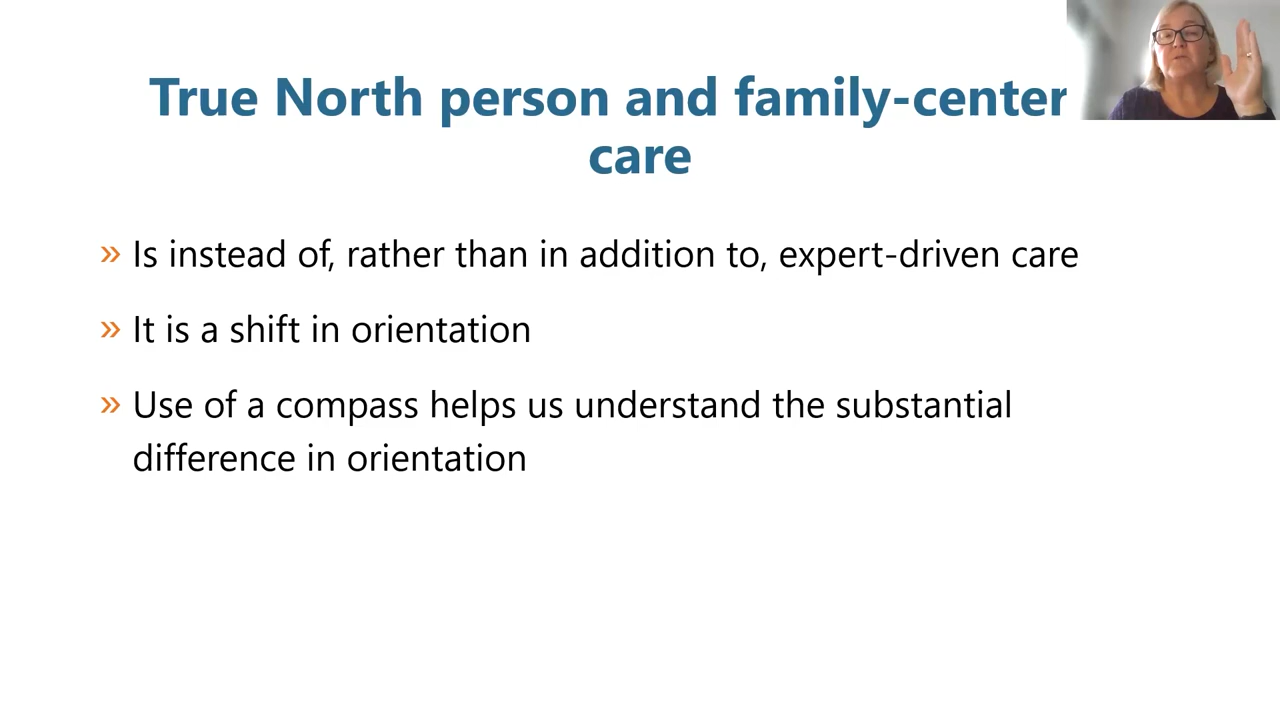 True North person and family-center
care
» Is instead of, rather than in addition to, expert-driven care
» It is a shift in orientation
» Use of a compass helps us understand the substantial
difference in orientation